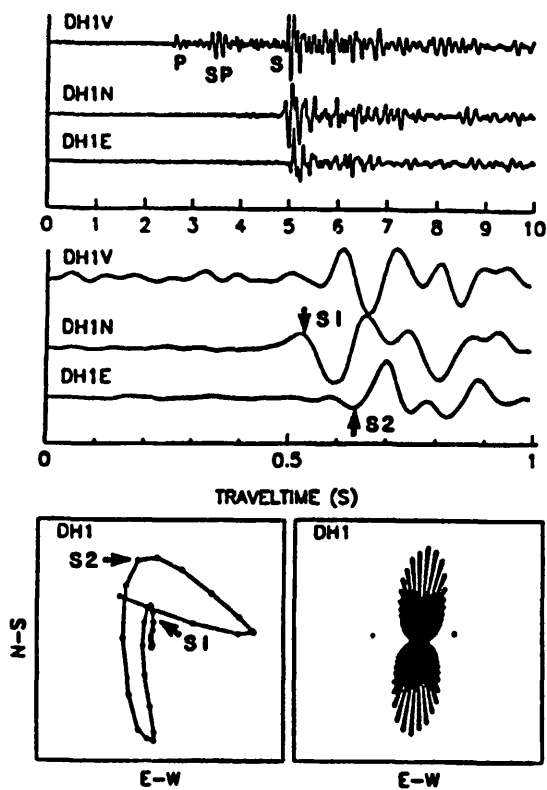 DH1V
P SP S
DH1N
DH1E
0 1 2 3 4 5 6 7 8 9 10
DH1V
DH1N S1
DH1E
S2
0 0.5 1
TRAVELTIME (S)
DH1 DH1
S2
S1
N-S
E-W E-W